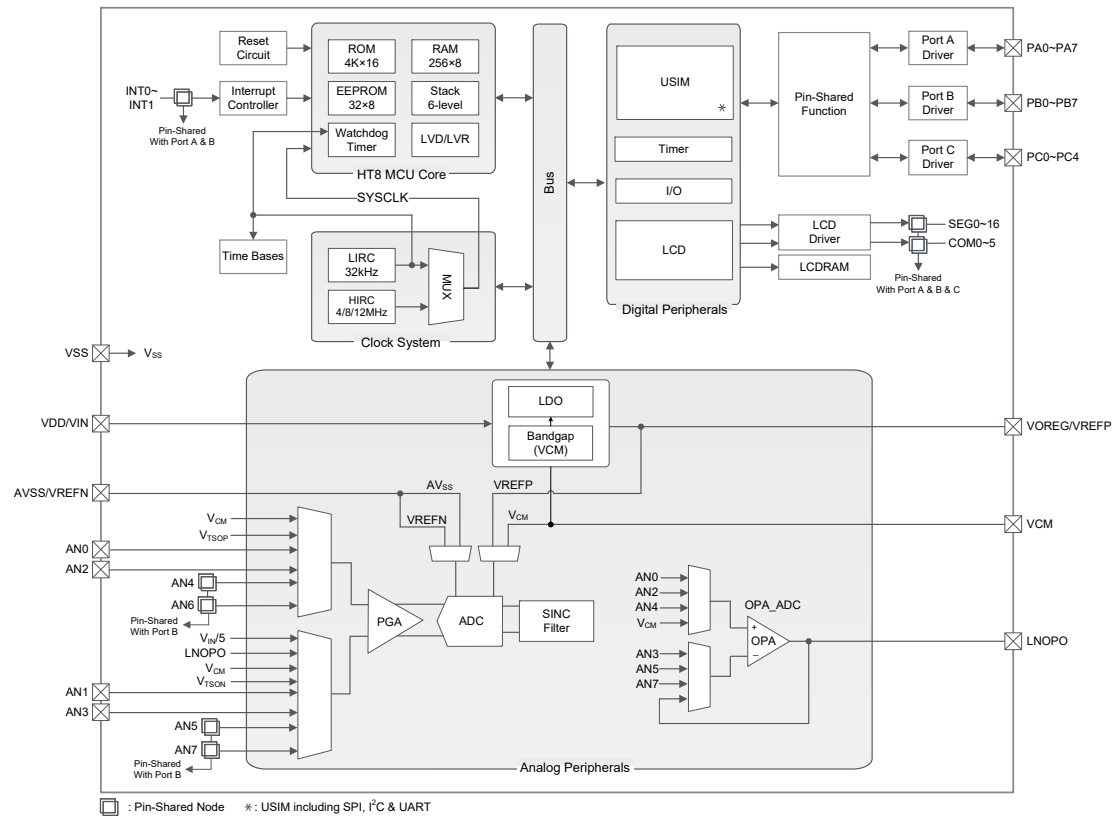 Reset
Circuit
INT0~
INT1
Pin-Shared
With Port A & B
Interrupt
Controller
ROM
4K×16
RAM
256×8
EEPROM
32×8
Stack
6-level
Watchdog
Timer
LVD/LVR
HT8 MCU Core
SYSCLK
Time Bases
LIRC
32kHz
HIRC
4/8/12MHz
MUX
Clock System
Bus
USIM
*
Timer
I/O
LCD
Digital Peripherals
Pin-Shared
Function
Port A
Driver
Port B
Driver
Port C
Driver
PA0~PA7
PB0~PB7
PC0~PC4
LCD
Driver
LCDRAM
SEG0~16
COM0~5
Pin-Shared
With Port A & B & C
VSS
VSS
VDD/VIN
AVSS/VREFN
LDO
Bandgap
(VCM)
VOREG/VREFP
AVSS
VREFP
VREFN
VCM
VCM
VCM
VTSOP
AN0
AN2
AN4
AN6
Pin-Shared
With Port B
VIN/5
LNOPO
VCM
VTSON
AN1
AN3
AN5
AN7
Pin-Shared
With Port B
PGA
ADC
SINC
Filter
AN0
AN2
AN4
VCM
AN3
AN5
AN7
OPA_ADC
+
OPA
−
LNOPO
Analog Peripherals
: Pin-Shared Node
* : USIM including SPI, I²C & UART